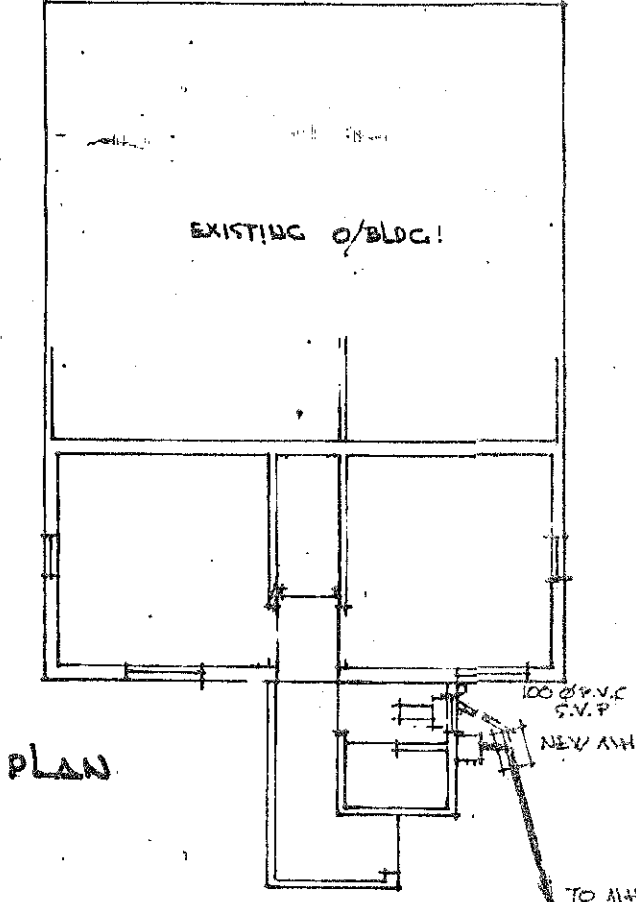 EXISTING O/BLDG!
100 Ø P.V.C
S.V.P
NEW MH
PLAN
TO MH